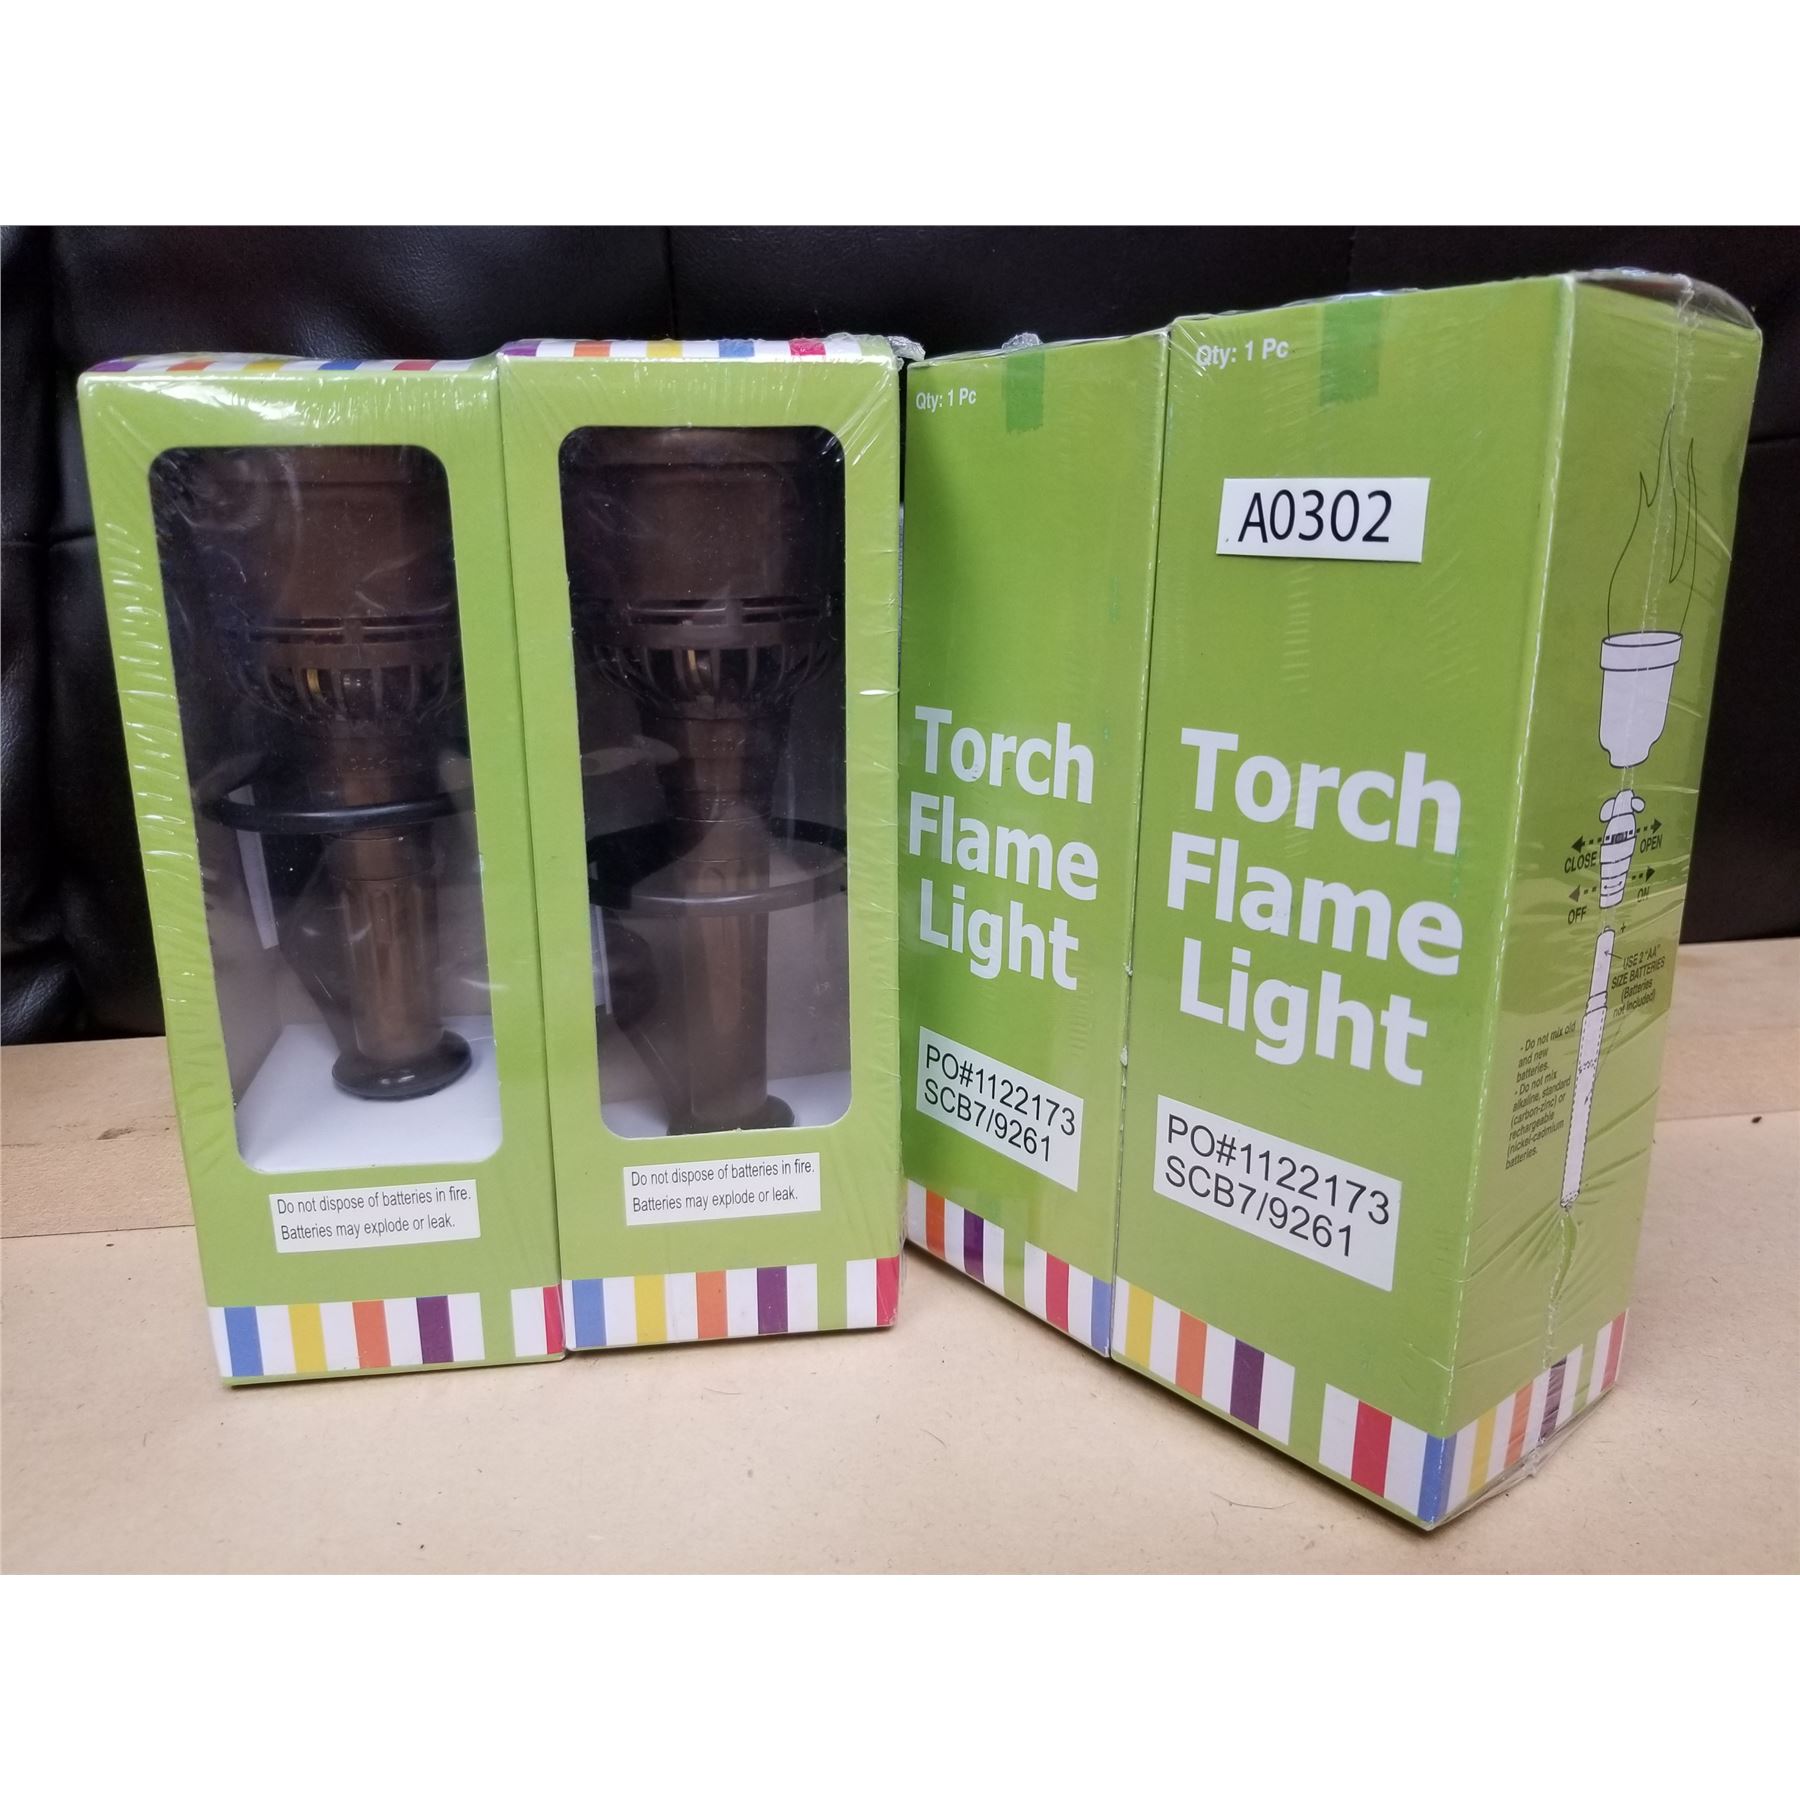 Do not dispose of batteries in fire.
Batteries may explode or leak.
Do not dispose of batteries in fire.
Batteries may explode or leak.
Qty: 1 Pc
Torch
Flame
Light
PO#1122173
SCB7/9261
Qty: 1 Pc
A0302
Torch
Flame
Light
PO#1122173
SCB7/9261
CLOSE
OPEN
OFF
ON
+
USE 2 "AA"
SIZE BATTERIES
(Batteries
not included)
- Do not mix old
and new
batteries.
- Do not mix
alkaline, standard
(carbon-zinc) or
rechargeable
(nickel-cadmium
batteries.